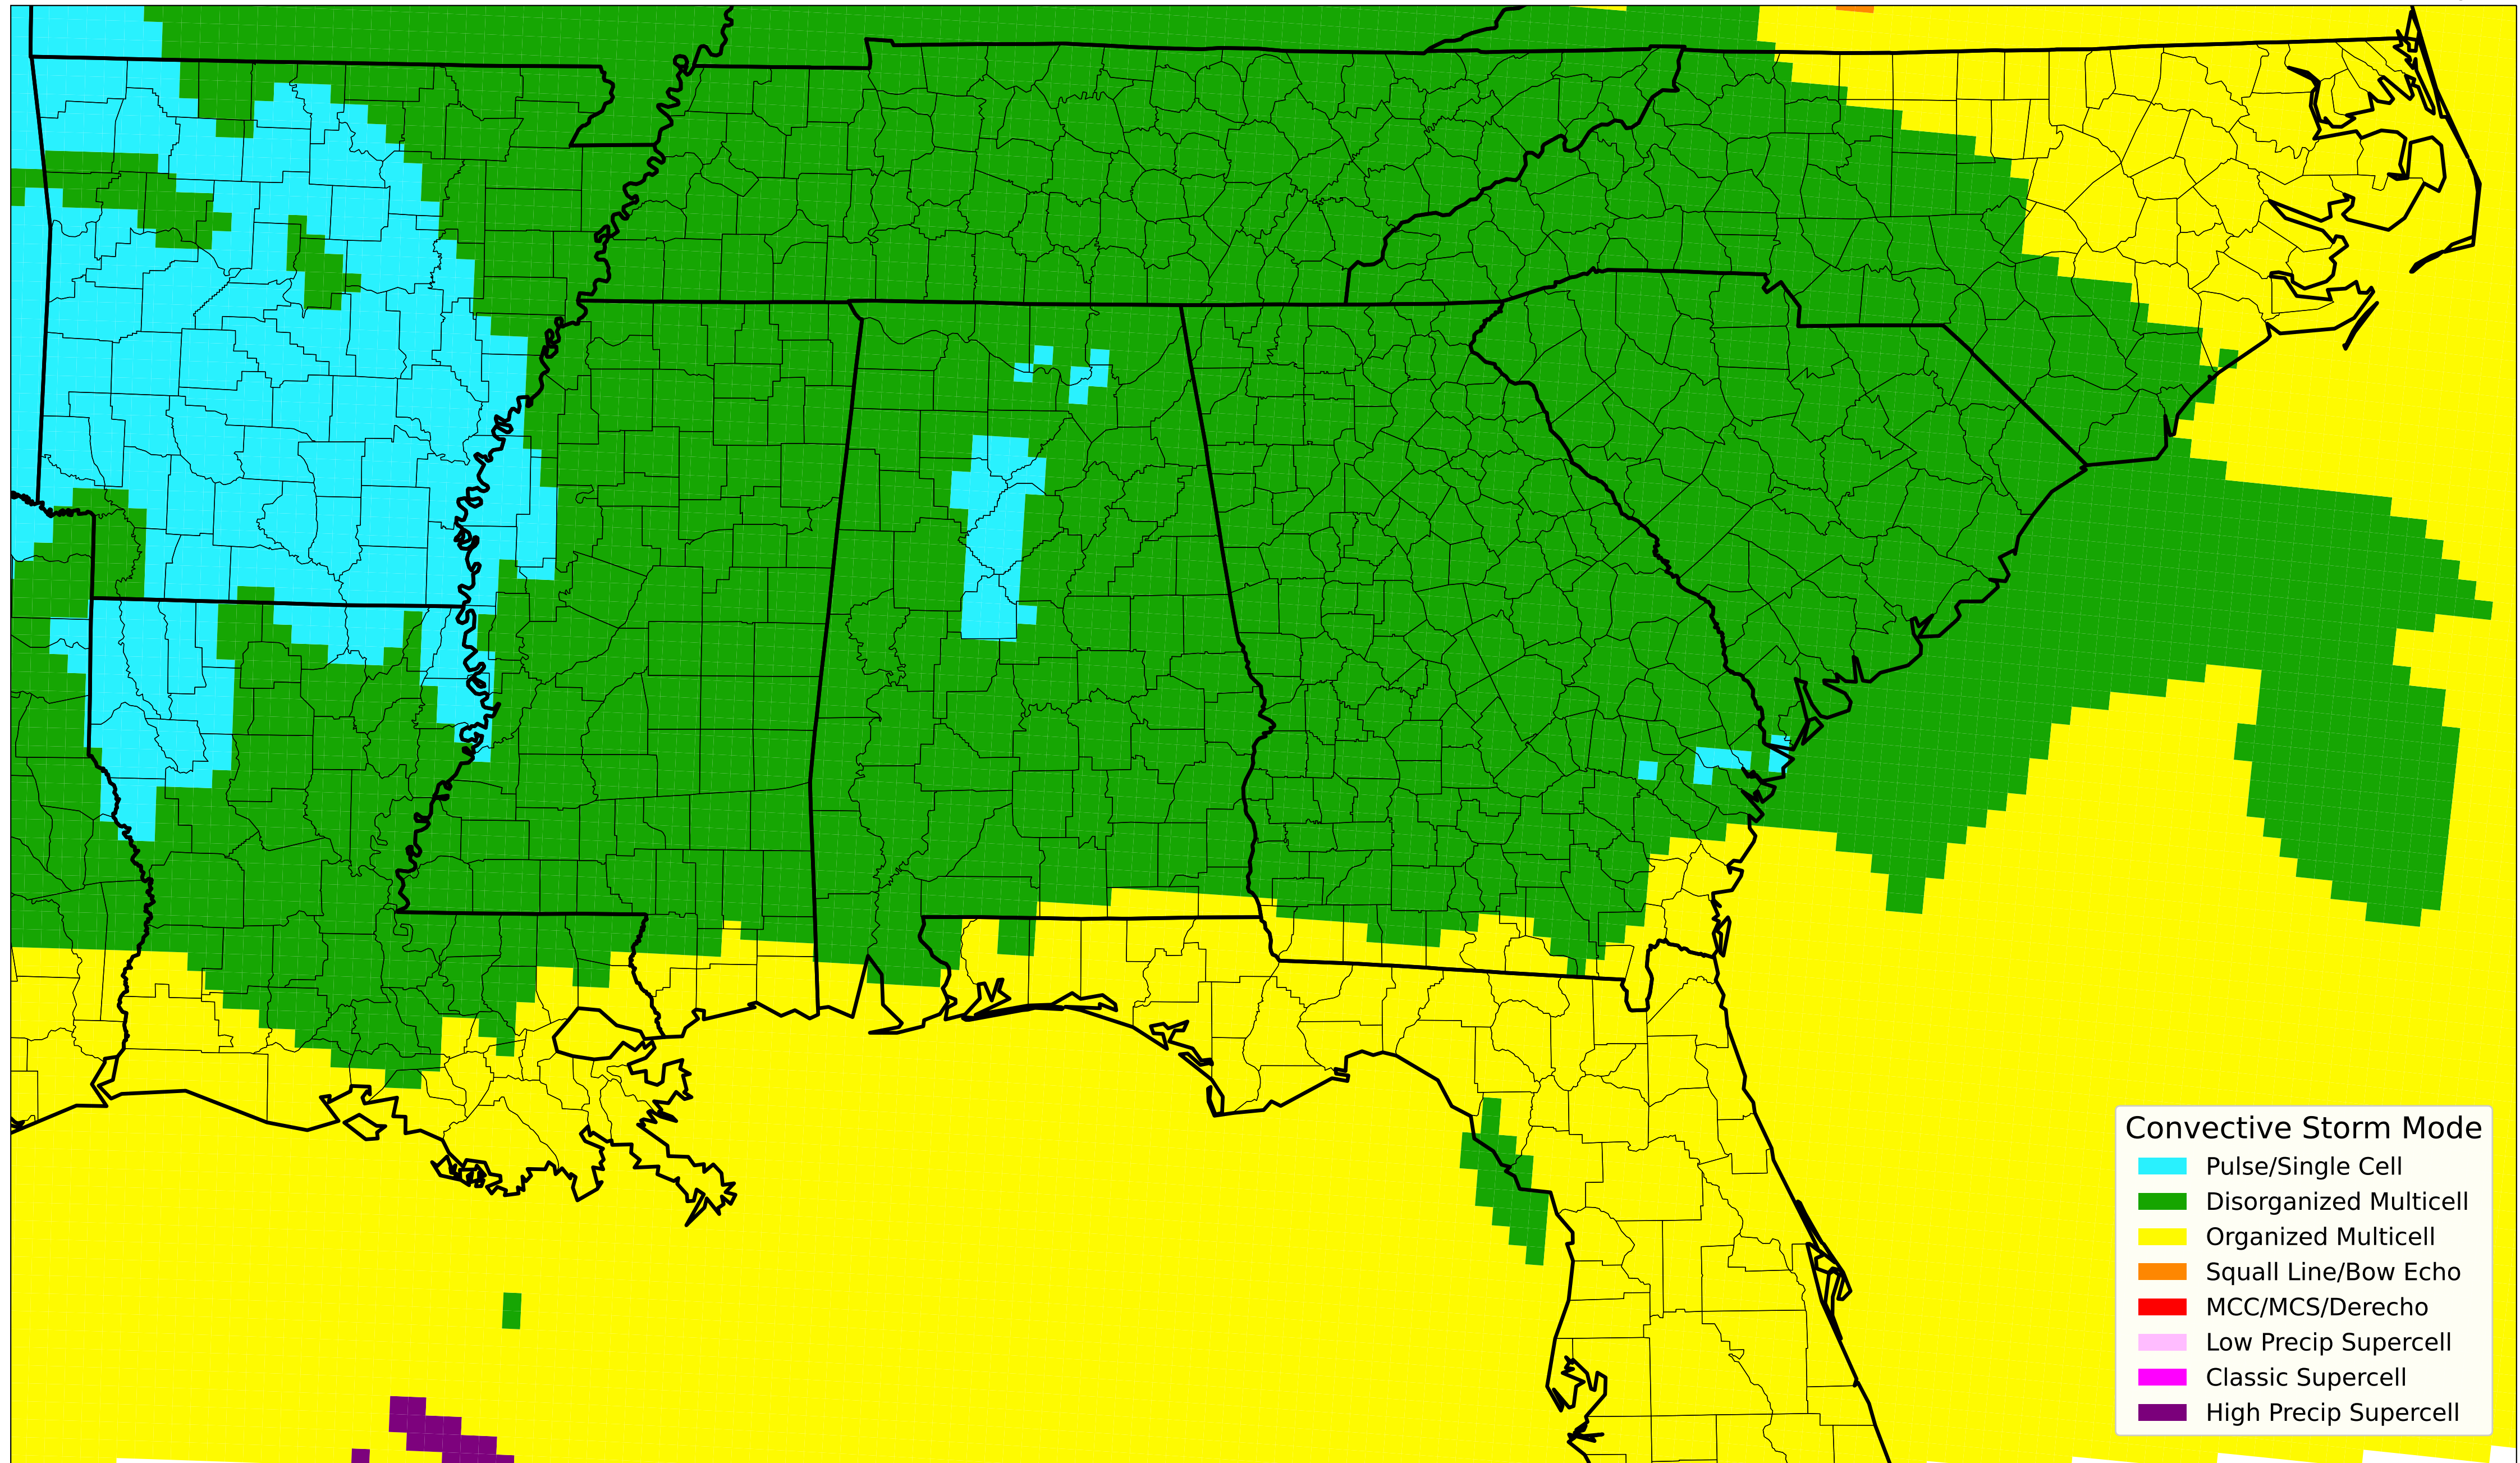 Convective Storm Mode
Pulse/Single Cell
Disorganized Multicell
Organized Multicell
Squall Line/Bow Echo
MCC/MCS/Derecho
Low Precip Supercell
Classic Supercell
High Precip Supercell